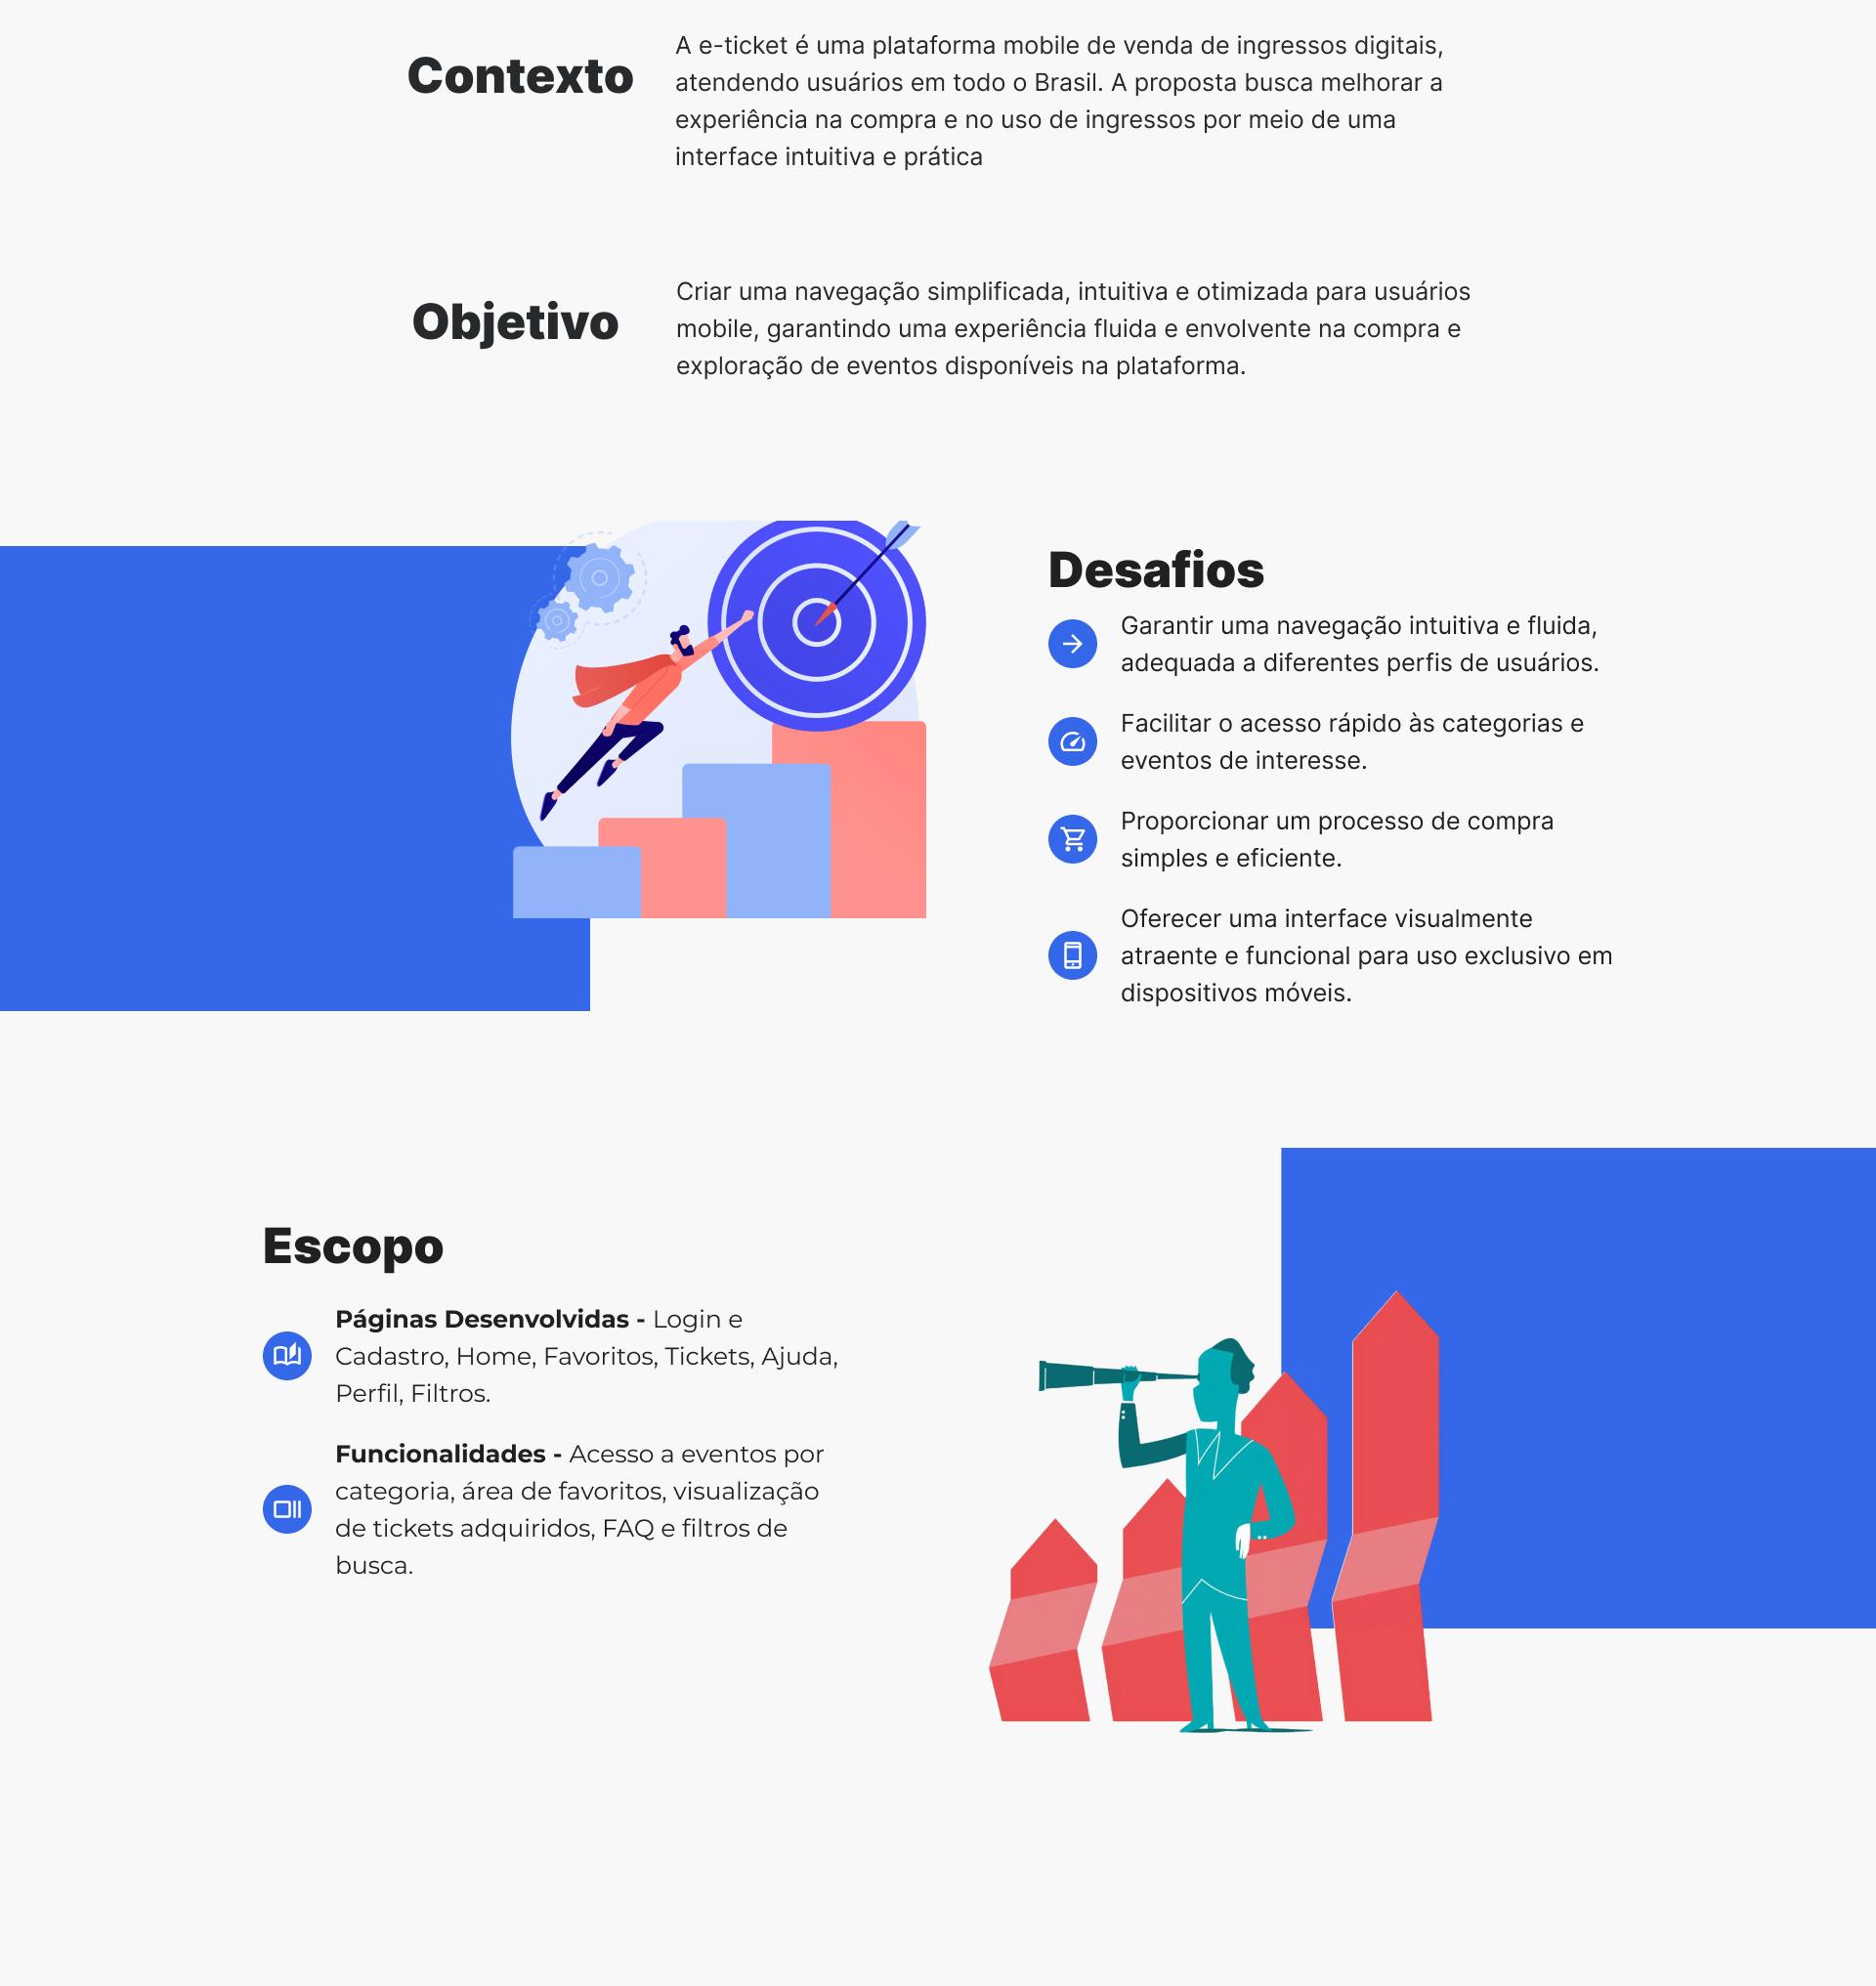 Contexto
A e-ticket é uma plataforma mobile de venda de ingressos digitais,
atendendo usuários em todo o Brasil. A proposta busca melhorar a
experiência na compra e no uso de ingressos por meio de uma
interface intuitiva e prática
Objetivo
Criar uma navegação simplificada, intuitiva e otimizada para usuários
mobile, garantindo uma experiência fluida e envolvente na compra e
exploração de eventos disponíveis na plataforma.
Desafios
Garantir uma navegação intuitiva e fluida,
adequada a diferentes perfis de usuários.
Facilitar o acesso rápido às categorias e
eventos de interesse.
Proporcionar um processo de compra
simples e eficiente.
Oferecer uma interface visualmente
atraente e funcional para uso exclusivo em
dispositivos móveis.
Escopo
Páginas Desenvolvidas - Login e
Cadastro, Home, Favoritos, Tickets, Ajuda,
Perfil, Filtros.
Funcionalidades - Acesso a eventos por
categoria, área de favoritos, visualização
de tickets adquiridos, FAQ e filtros de
busca.